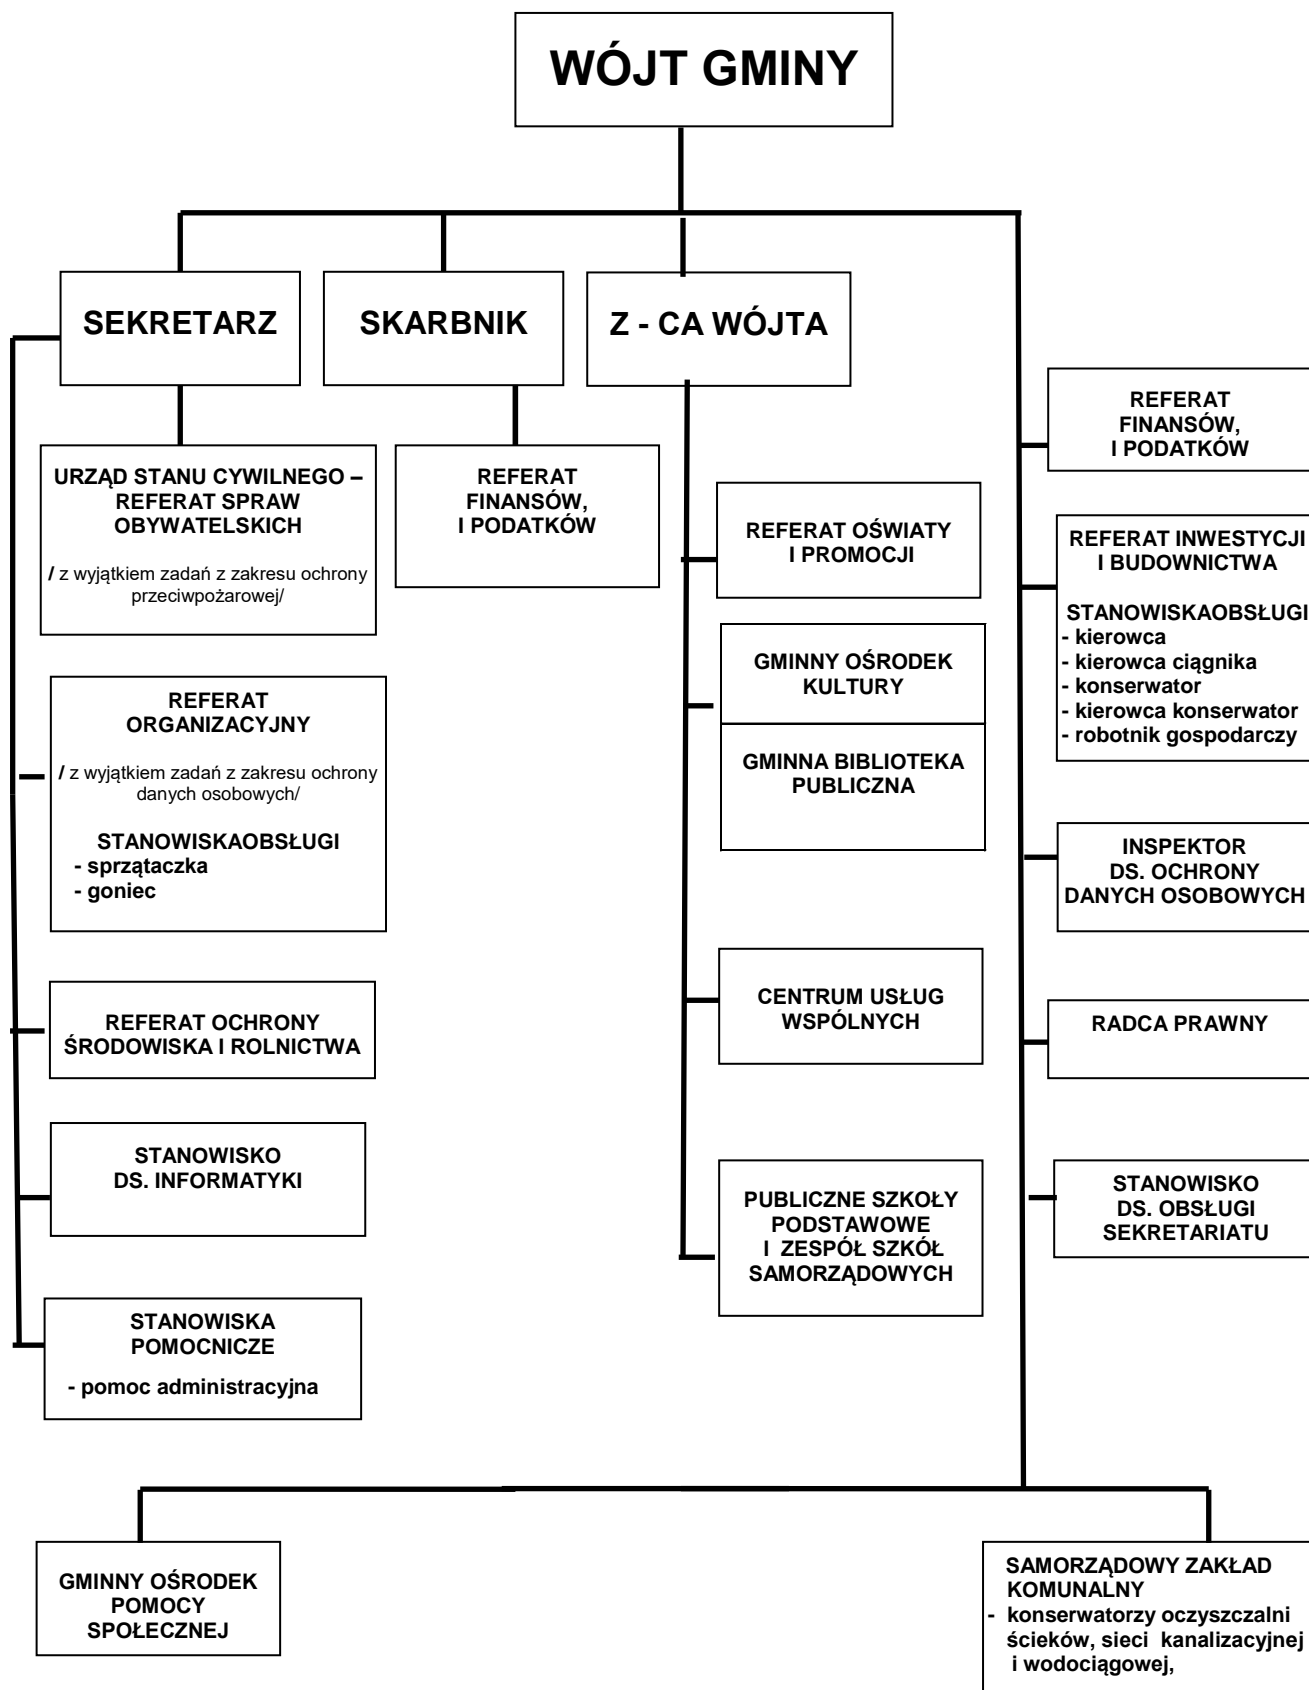 WÓJT GMINY
SEKRETARZ
SKARBNIK
Z - CA WÓJTA
URZĄD STANU CYWILNEGO –
REFERAT SPRAW
OBYWATELSKICH
/ z wyjątkiem zadań z zakresu ochrony
przeciwpożarowej/
REFERAT
ORGANIZACYJNY
/ z wyjątkiem zadań z zakresu ochrony
danych osobowych/
STANOWISKAOBSŁUGI
- sprzątaczka
- goniec
REFERAT OCHRONY
ŚRODOWISKA I ROLNICTWA
STANOWISKO
DS. INFORMATYKI
STANOWISKA
POMOCNICZE
- pomoc administracyjna
REFERAT
FINANSÓW,
I PODATKÓW
REFERAT OŚWIATY
I PROMOCJI
GMINNY OŚRODEK
KULTURY
GMINNA BIBLIOTEKA
PUBLICZNA
CENTRUM USŁUG
WSPÓLNYCH
PUBLICZNE SZKOŁY
PODSTAWOWE
I ZESPÓŁ SZKÓŁ
SAMORZĄDOWYCH
REFERAT
FINANSÓW,
I PODATKÓW
REFERAT INWESTYCJI
I BUDOWNICTWA
STANOWISKAOBSŁUGI
- kierowca
- kierowca ciągnika
- konserwator
- kierowca konserwator
- robotnik gospodarczy
INSPEKTOR
DS. OCHRONY
DANYCH OSOBOWYCH
RADCA PRAWNY
STANOWISKO
DS. OBSŁUGI
SEKRETARIATU
GMINNY OŚRODEK
POMOCY
SPOŁECZNEJ
SAMORZĄDOWY ZAKŁAD
KOMUNALNY
- konserwatorzy oczyszczalni
ścieków, sieci kanalizacyjnej
i wodociągowej,